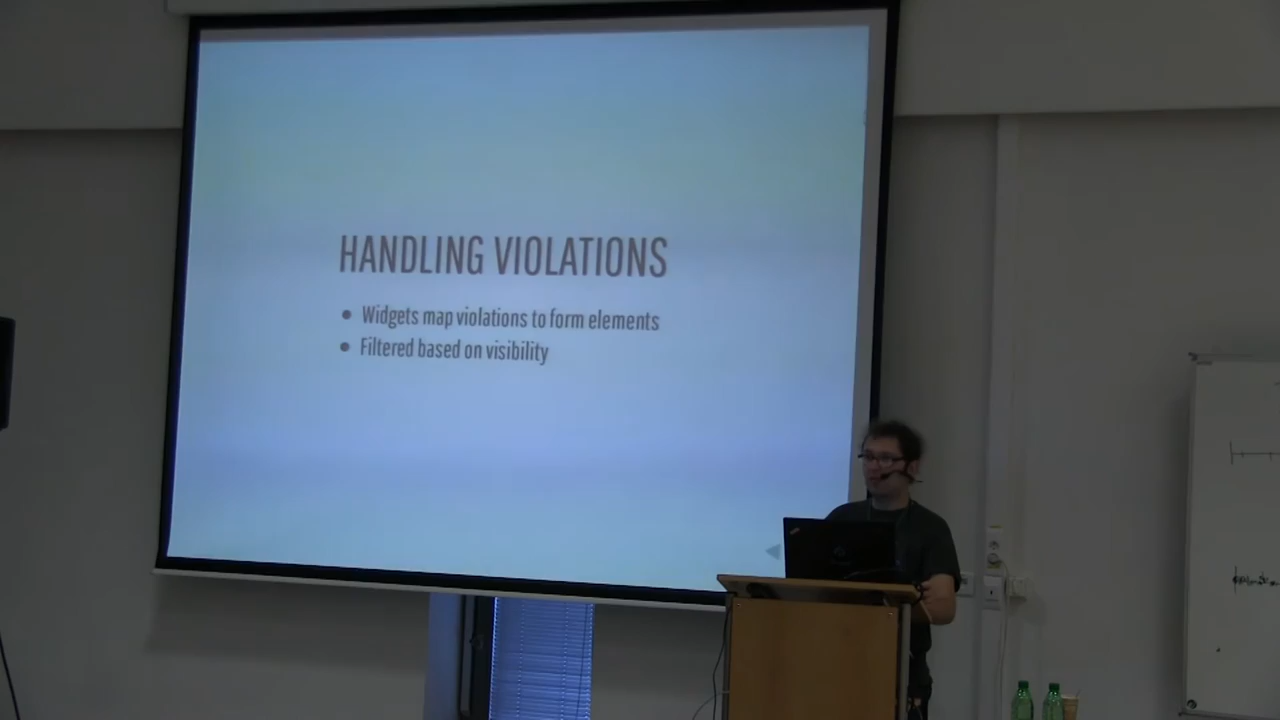 HANDLING VIOLATIONS
Widgets map violations to form elements
Filtered based on visibility